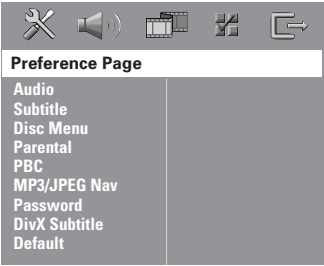 Preference Page
Audio
Subtitle
Disc Menu
Parental
PBC
MP3/JPEG Nav
Password
DivX Subtitle
Default